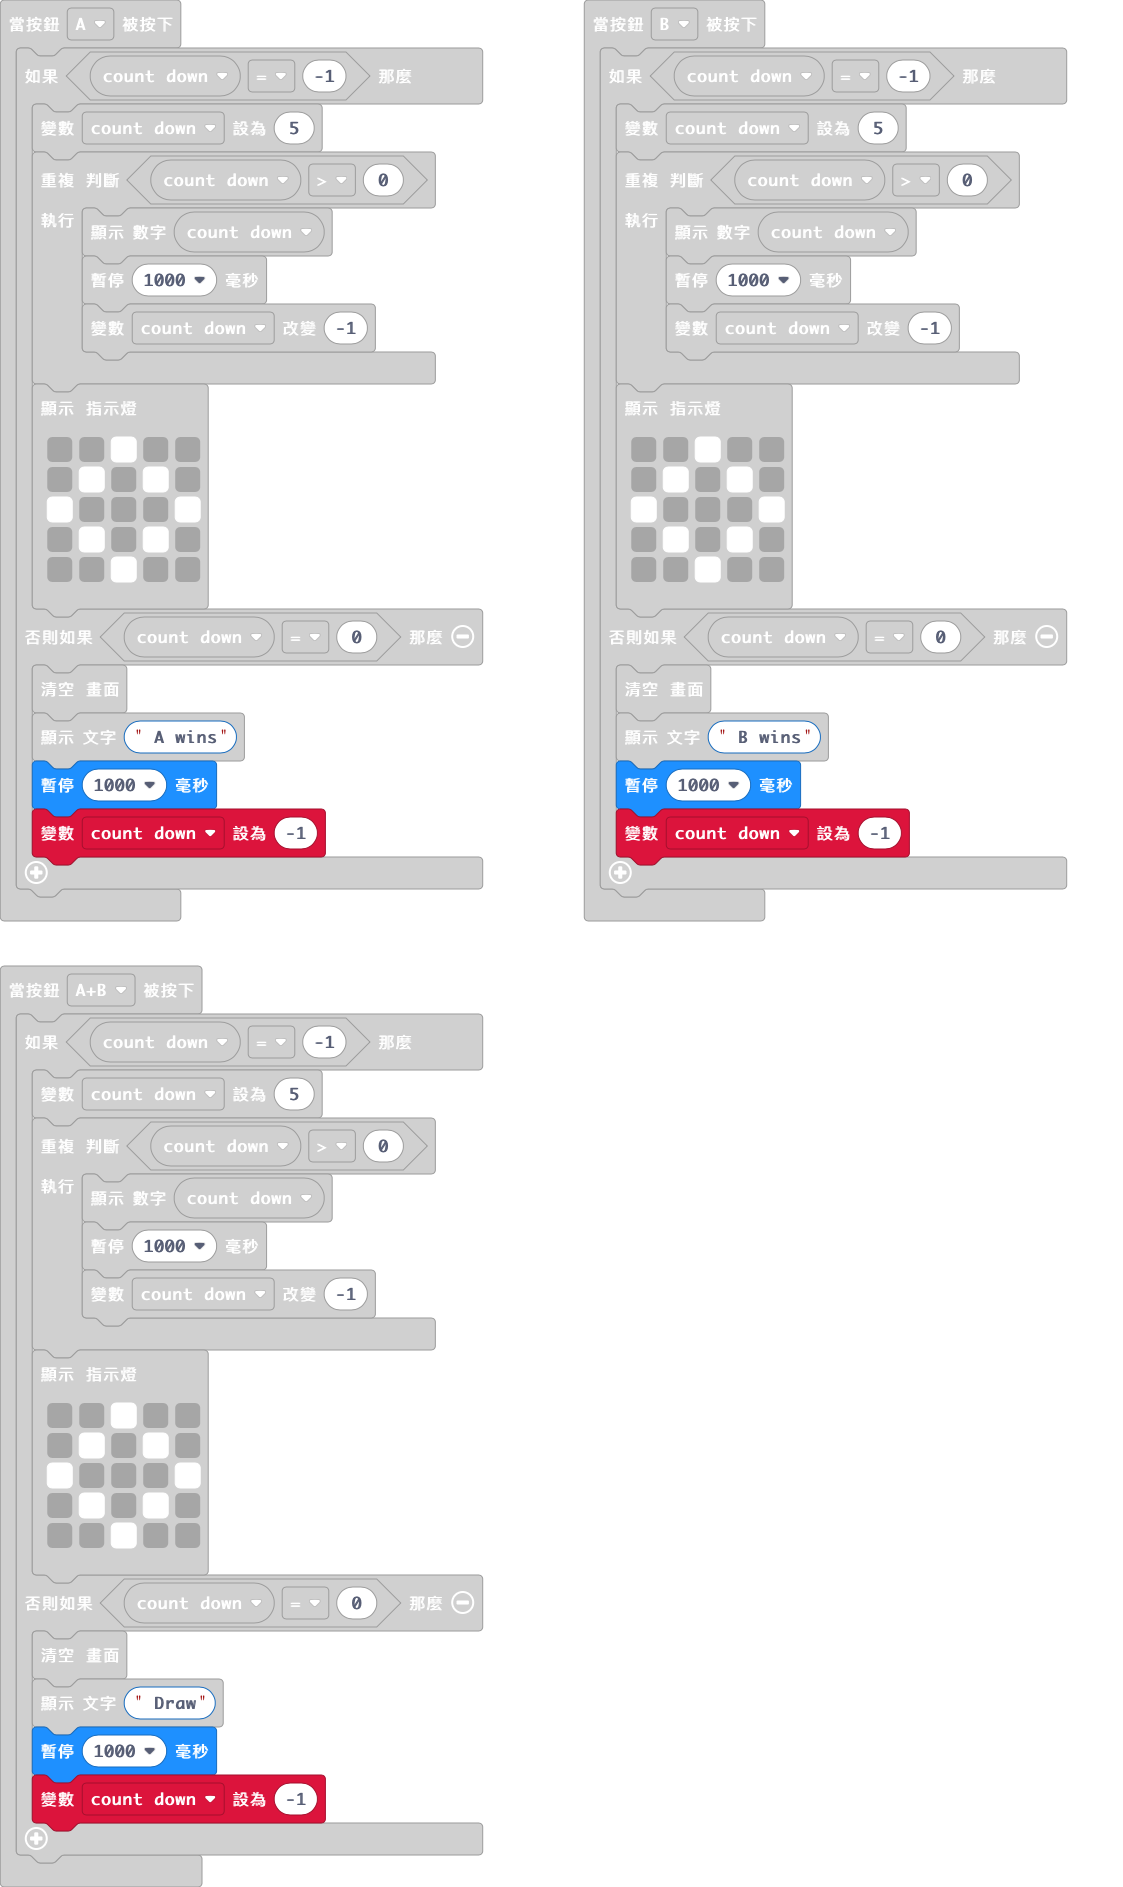 當按鈕 A 被按下
如果 count down = -1 那麼
變數 count down 設為 5
重複 判斷 count down > 0
執行
顯示 數字 count down
暫停 1000 毫秒
變數 count down 改變 -1
顯示 指示燈
否則如果 count down = 0 那麼
清空 畫面
顯示 文字 " A wins"
暫停 1000 毫秒
變數 count down 設為 -1
當按鈕 B 被按下
如果 count down = -1 那麼
變數 count down 設為 5
重複 判斷 count down > 0
執行
顯示 數字 count down
暫停 1000 毫秒
變數 count down 改變 -1
顯示 指示燈
否則如果 count down = 0 那麼
清空 畫面
顯示 文字 " B wins"
暫停 1000 毫秒
變數 count down 設為 -1
當按鈕 A+B 被按下
如果 count down = -1 那麼
變數 count down 設為 5
重複 判斷 count down > 0
執行
顯示 數字 count down
暫停 1000 毫秒
變數 count down 改變 -1
顯示 指示燈
否則如果 count down = 0 那麼
清空 畫面
顯示 文字 " Draw"
暫停 1000 毫秒
變數 count down 設為 -1